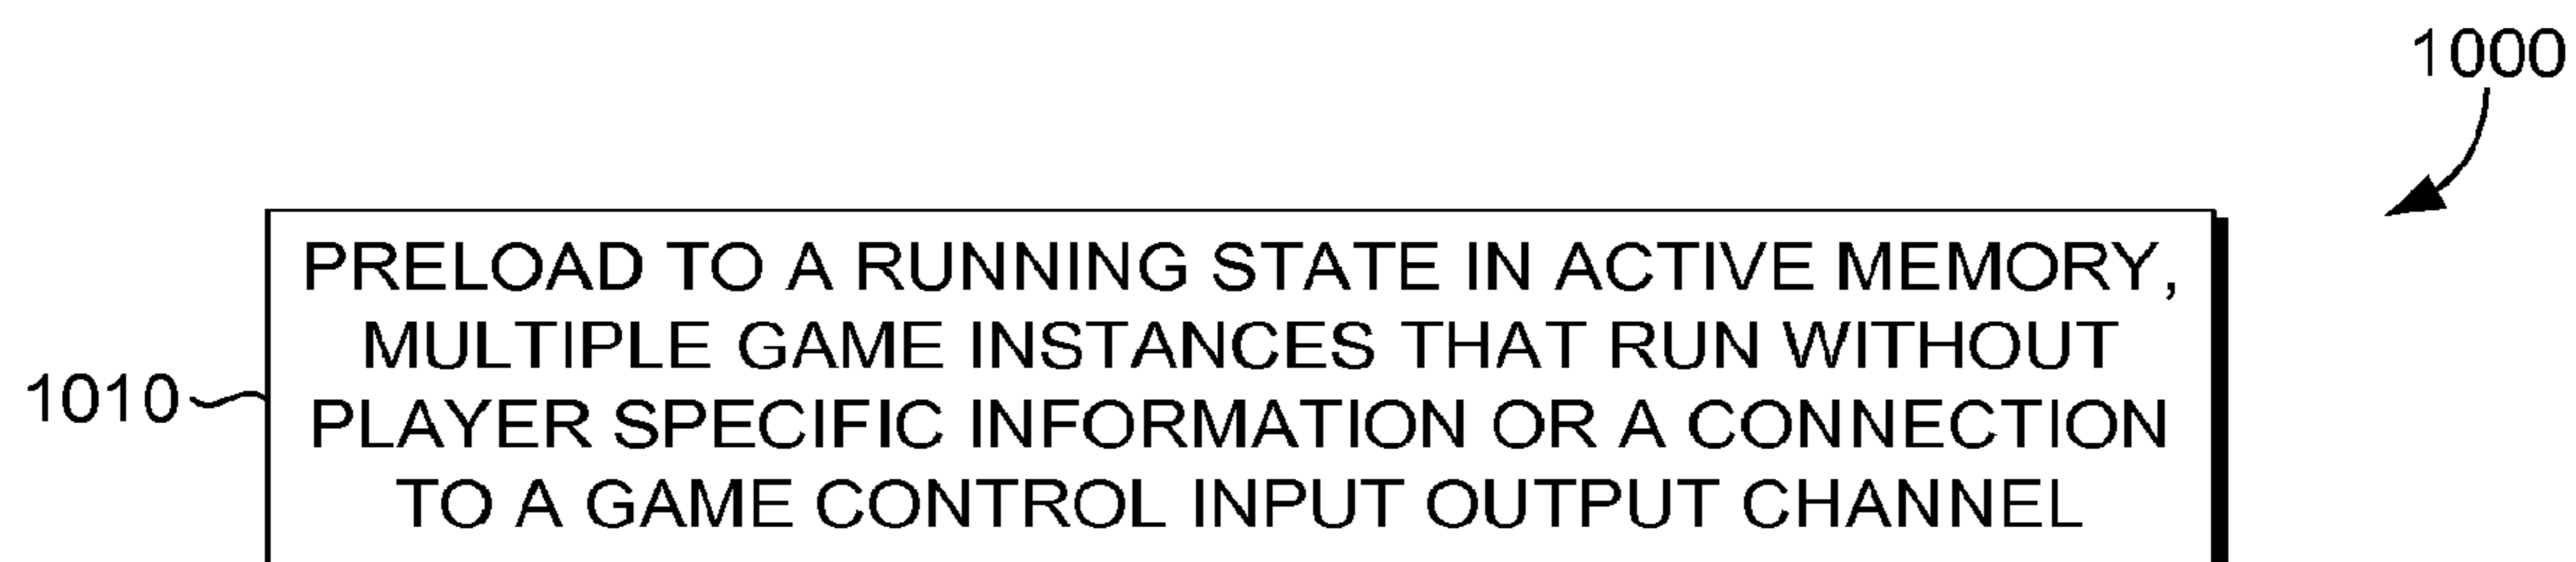 1000
PRELOAD TO A RUNNING STATE IN ACTIVE MEMORY,
MULTIPLE GAME INSTANCES THAT RUN WITHOUT
1010
PLAYER SPECIFIC INFORMATION OR A CONNECTION
TO A GAME CONTROL INPUT OUTPUT CHANNEL